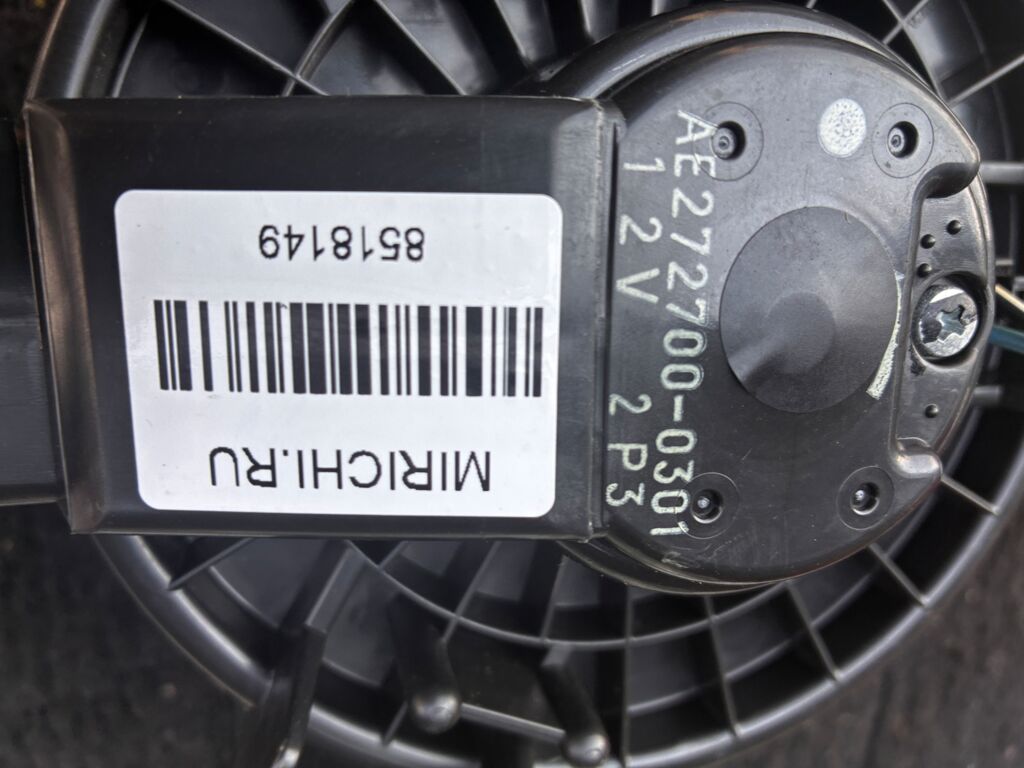 MIRICHI.RU
8518149
AE272700-0301
12V 2P3